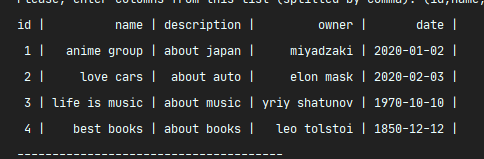 Please, enter columns from this list (splitted by comma): (id,name,
id | name | description | owner | date |
1 | anime group | about japan | miyadzaki | 2020-01-02 |
2 | love cars | about auto | elon mask | 2020-02-03 |
3 | life is music | about music | yriy shatunov | 1970-10-10 |
4 | best books | about books | leo tolstoi | 1850-12-12 |
--------------------------------------